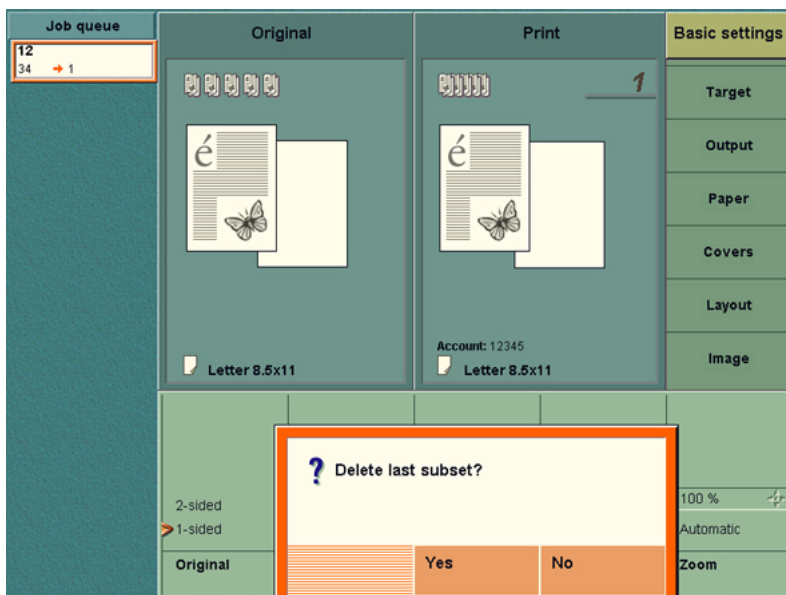 Job queue
12
34 → 1
Original
Print
1
é
é
Account: 12345
Letter 8.5x11
Letter 8.5x11
Basic settings
Target
Output
Paper
Covers
Layout
Image
2-sided
1-sided
Original
? Delete last subset?
Yes
No
100 %
Automatic
Zoom